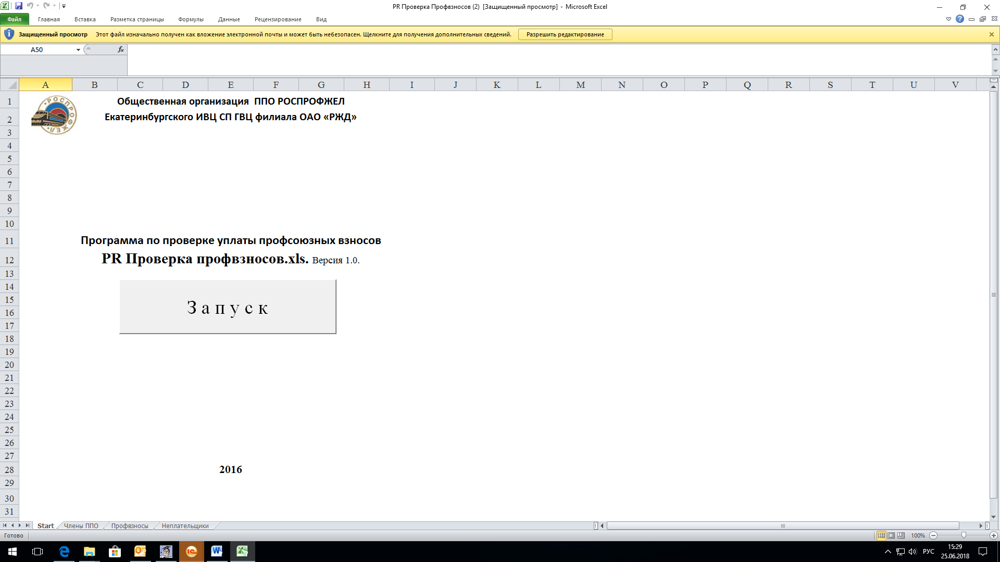 PR Проверка Профвзносов (2) [Защищенный просмотр] - Microsoft Excel
Файл Главная Вставка Разметка страницы Формулы Данные Рецензирование Вид
Защищенный просмотр Этот файл изначально получен как вложение электронной почты и может быть небезопасен. Щелкните для получения дополнительных сведений. Разрешить редактирование
A50 fx
A B C D E F G H I J K L M N O P Q R S T U V
1 Общественная организация ППО РОСПРОФЖЕЛ
2 Екатеринбургского ИВЦ СП ГВЦ филиала ОАО «РЖД»
РОСПРОФЖЕЛ
3
4
5
6
7
8
9
10
11 Программа по проверке уплаты профсоюзных взносов
12 PR Проверка профвзносов.xls. Версия 1.0.
13
14
15
З а п у с к
16
17
18
19
20
21
22
23
24
25
26
27
28 2016
29
30
31
Start Члены ППО Профвзносы Неплательщики
Готово 100%
РУС 15:29
25.06.2018